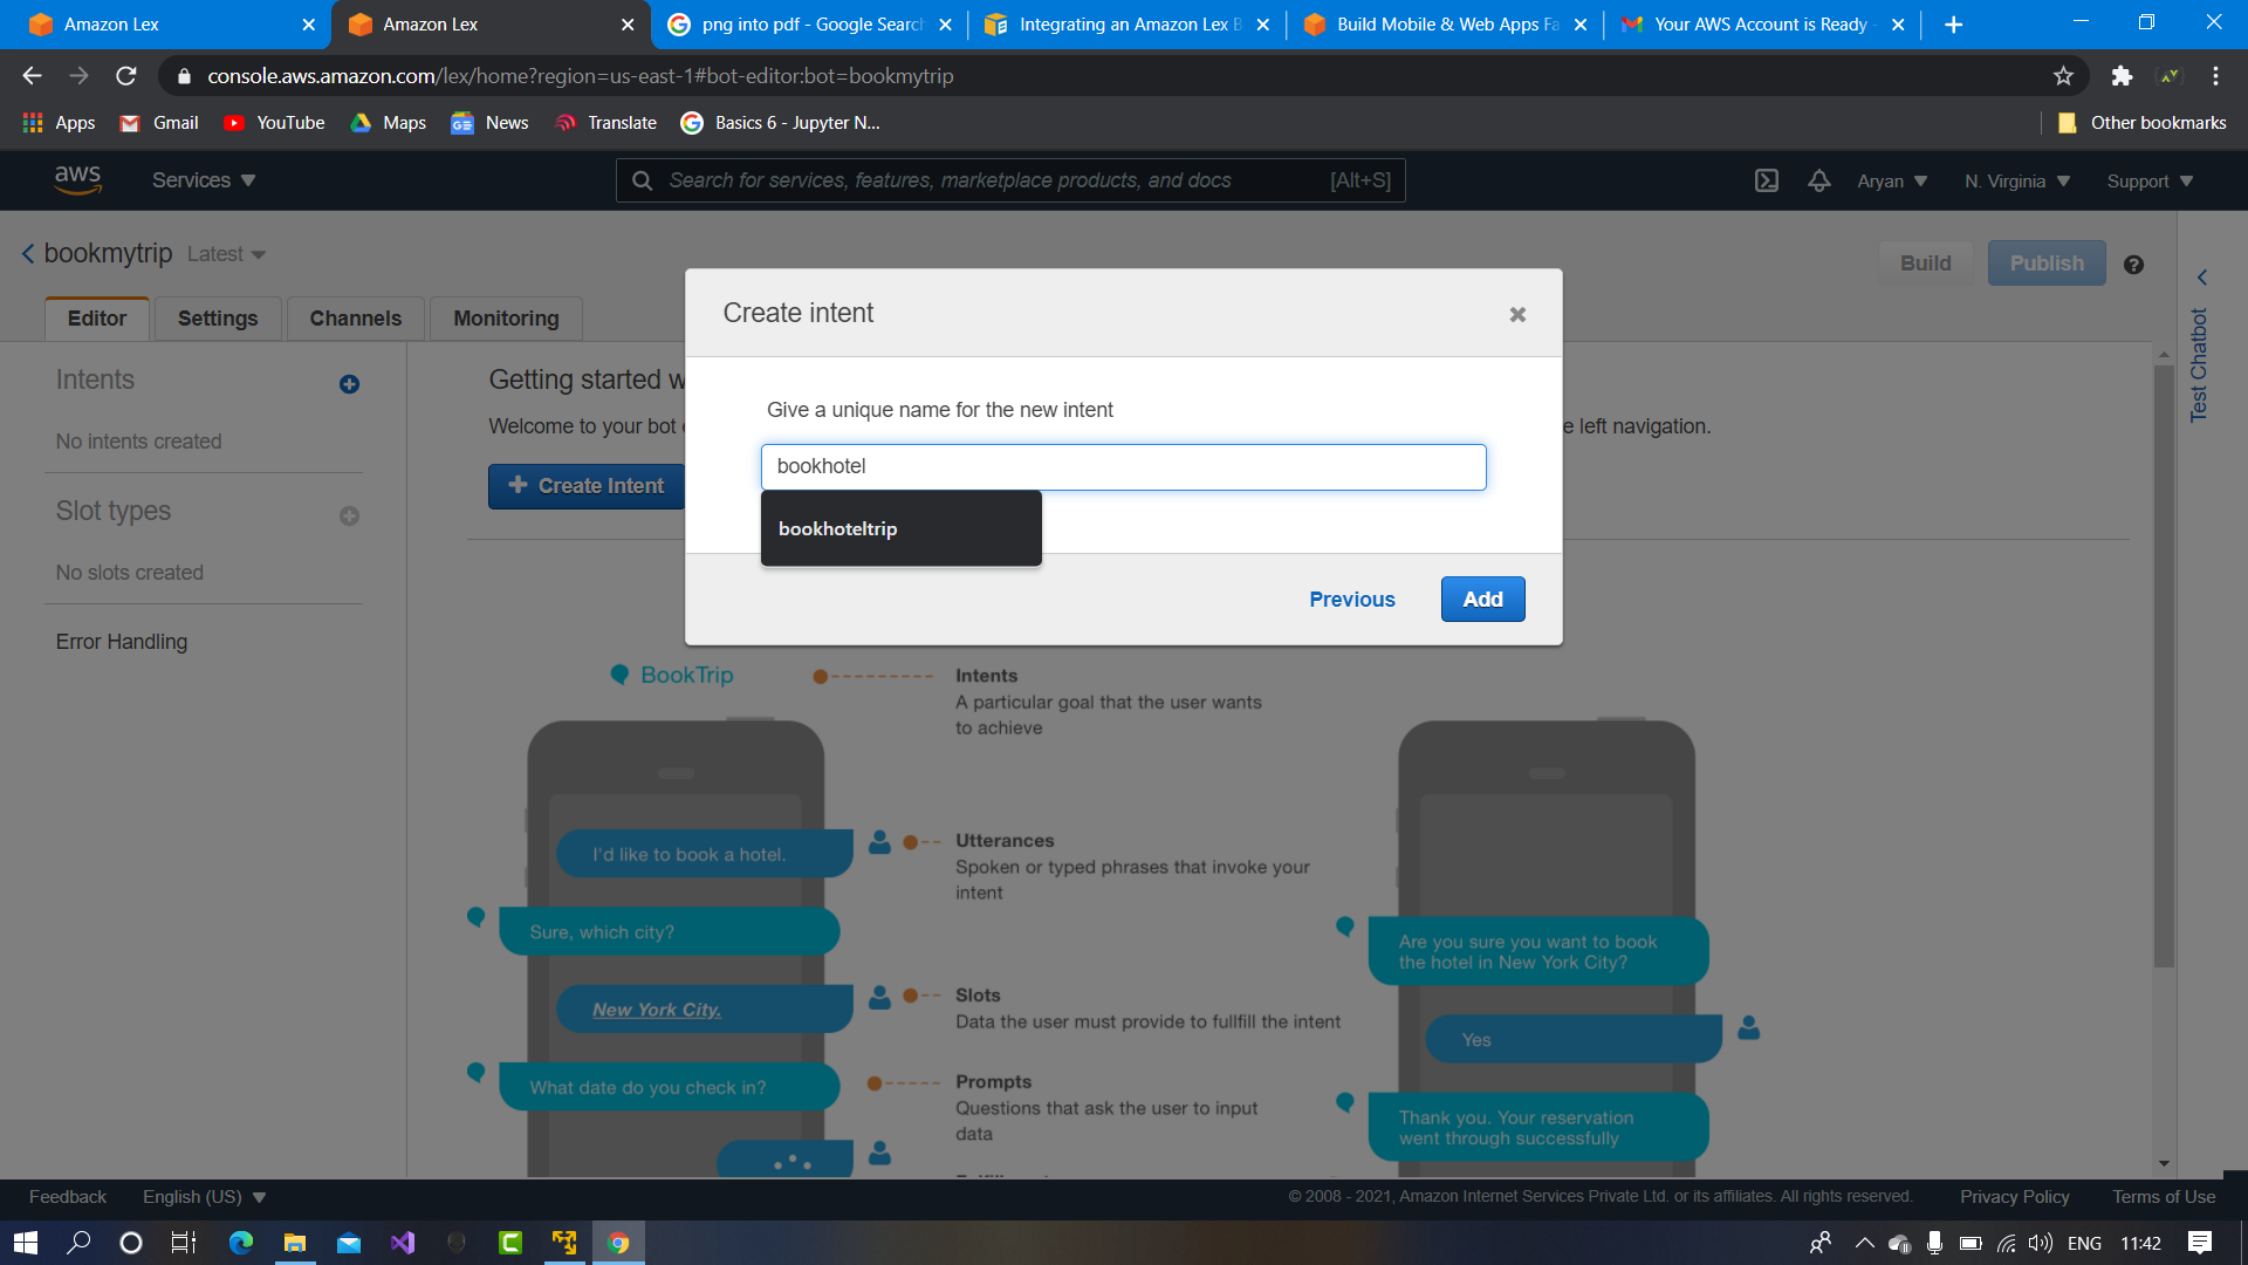 Amazon Lex
Amazon Lex
png into pdf - Google Search
Integrating an Amazon Lex B
Build Mobile & Web Apps Fa
Your AWS Account is Ready -
console.aws.amazon.com/lex/home?region=us-east-1#bot-editor:bot=bookmytrip
Apps
Gmail
YouTube
Maps
News
Translate
Basics 6 - Jupyter N...
Other bookmarks
aws
Services
Search for services, features, marketplace products, and docs
[Alt+S]
Aryan
N. Virginia
Support
bookmytrip
Latest
Build
Publish
Editor
Settings
Channels
Monitoring
Test Chatbot
Intents
No intents created
Slot types
No slots created
Error Handling
Getting started w
Welcome to your bot
e left navigation.
Create Intent
Create intent
Give a unique name for the new intent
bookhotel
bookhoteltrip
Previous
Add
BookTrip
Intents
A particular goal that the user wants
to achieve
I'd like to book a hotel.
Utterances
Spoken or typed phrases that invoke your
intent
Sure, which city?
Are you sure you want to book
the hotel in New York City?
New York City.
Slots
Data the user must provide to fullfill the intent
Yes
What date do you check in?
Prompts
Questions that ask the user to input
data
Thank you. Your reservation
went through successfully
Feedback
English (US)
© 2008 - 2021, Amazon Internet Services Private Ltd. or its affiliates. All rights reserved.
Privacy Policy
Terms of Use
ENG
11:42